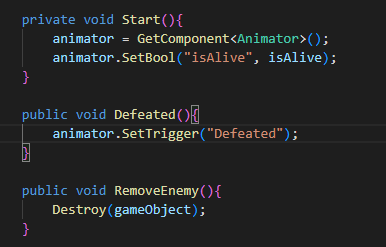 private void Start(){
animator = GetComponent<Animator>();
animator.SetBool("isAlive", isAlive);
}
public void Defeated(){
animator.SetTrigger("Defeated");
}
public void RemoveEnemy(){
Destroy(gameObject);
}